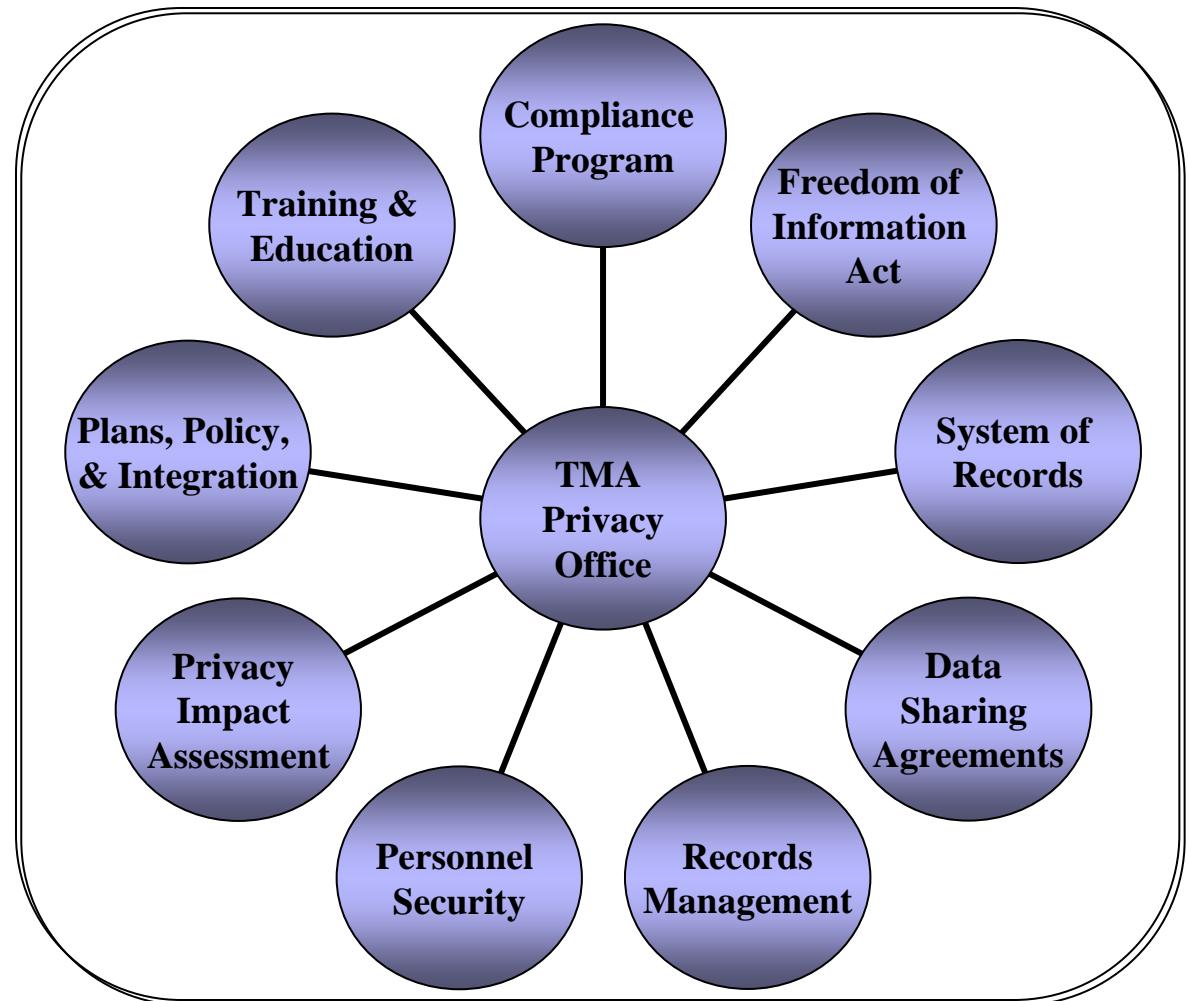 Compliance
Program
Freedom of
Information
Act
Training &
Education
System of
Records
Plans, Policy,
& Integration
TMA
Privacy
Office
Data
Sharing
Agreements
Privacy
Impact
Assessment
Personnel
Security
Records
Management